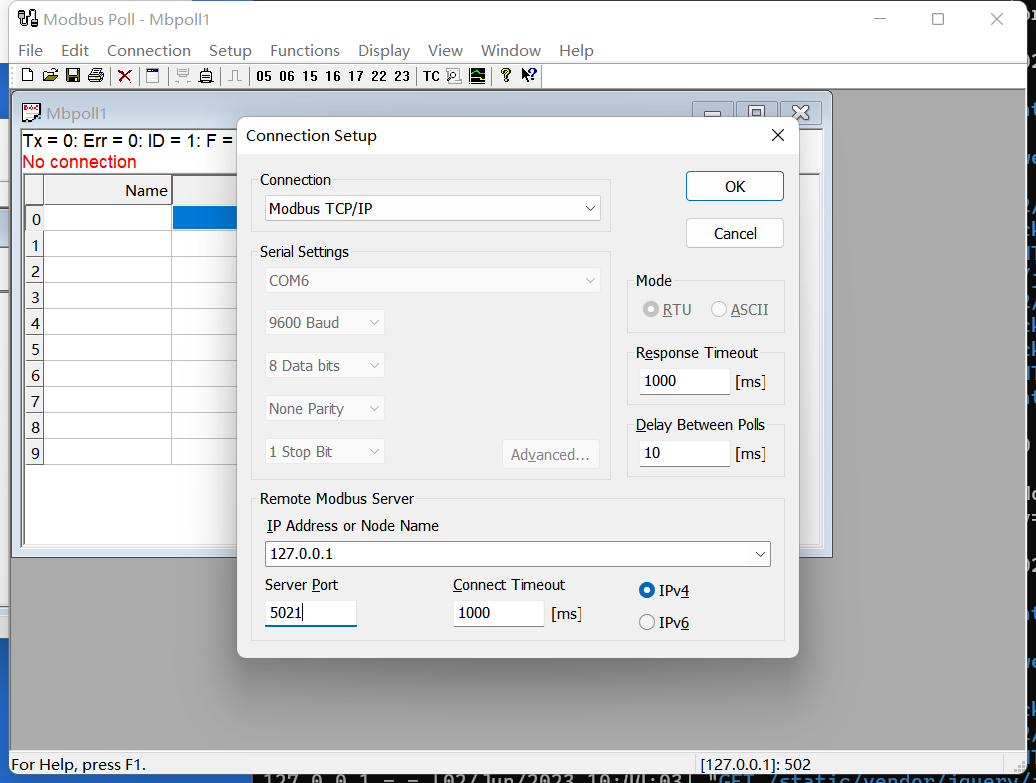 Modbus Poll - Mbpoll1
File Edit Connection Setup Functions Display View Window Help
05 06 15 16 17 22 23 TC
Mbpoll1
Tx = 0: Err = 0: ID = 1: F =
No connection
Name
0
1
2
3
4
5
6
7
8
9
Connection Setup
Connection
Modbus TCP/IP
OK
Cancel
Serial Settings
COM6
9600 Baud
8 Data bits
None Parity
1 Stop Bit
Advanced...
Mode
RTU ASCII
Response Timeout
1000 [ms]
Delay Between Polls
10 [ms]
Remote Modbus Server
IP Address or Node Name
127.0.0.1
Server Port
5021
Connect Timeout
1000 [ms]
IPv4
IPv6
For Help, press F1.
[127.0.0.1]: 502
127.0.0.1 - - [02/Jun/2023 10:44:03] "GET /static/vendor/jquery/